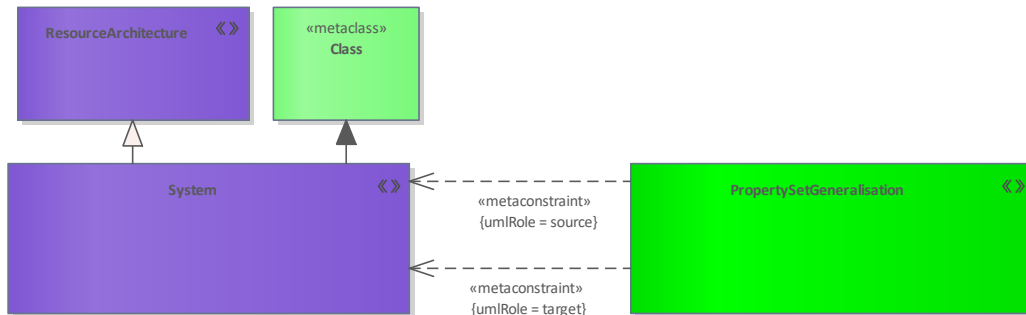 ResourceArchitecture
«»
«metaclass»
Class
System
«»
PropertySetGeneralisation
«»
«metaconstraint»
{umlRole = source}
«metaconstraint»
{umlRole = target}